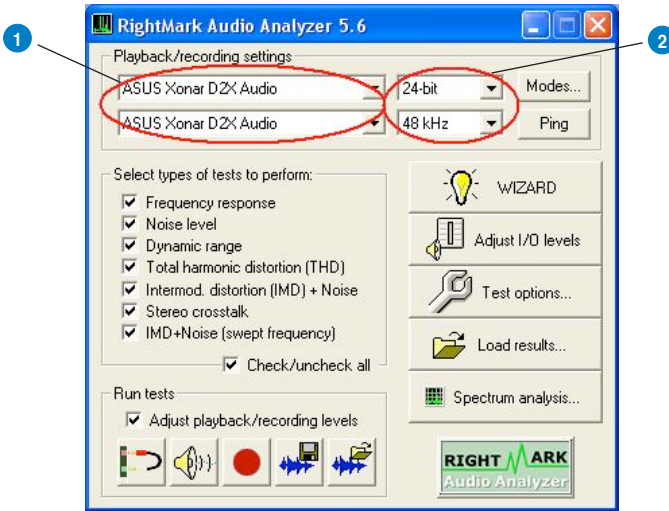 RightMark Audio Analyzer 5.6
1
2
Playback/recording settings
ASUS Xonar D2X Audio
24-bit
Modes...
ASUS Xonar D2X Audio
48 kHz
Ping
Select types of tests to perform:
Frequency response
Noise level
Dynamic range
Total harmonic distortion (THD)
Intermod. distortion (IMD) + Noise
Stereo crosstalk
IMD+Noise (swept frequency)
Check/uncheck all
WIZARD
Adjust I/O levels
Test options...
Load results...
Spectrum analysis...
Run tests
Adjust playback/recording levels
RIGHT MARK
Audio Analyzer